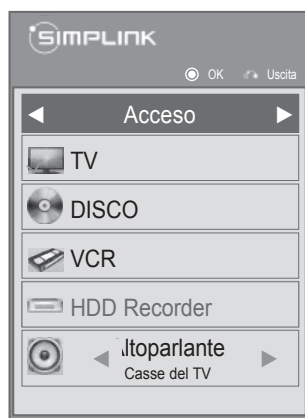 SIMPLINK
OK Uscita
Acceso
TV
DISCO
VCR
HDD Recorder
ltoparlante
Casse del TV